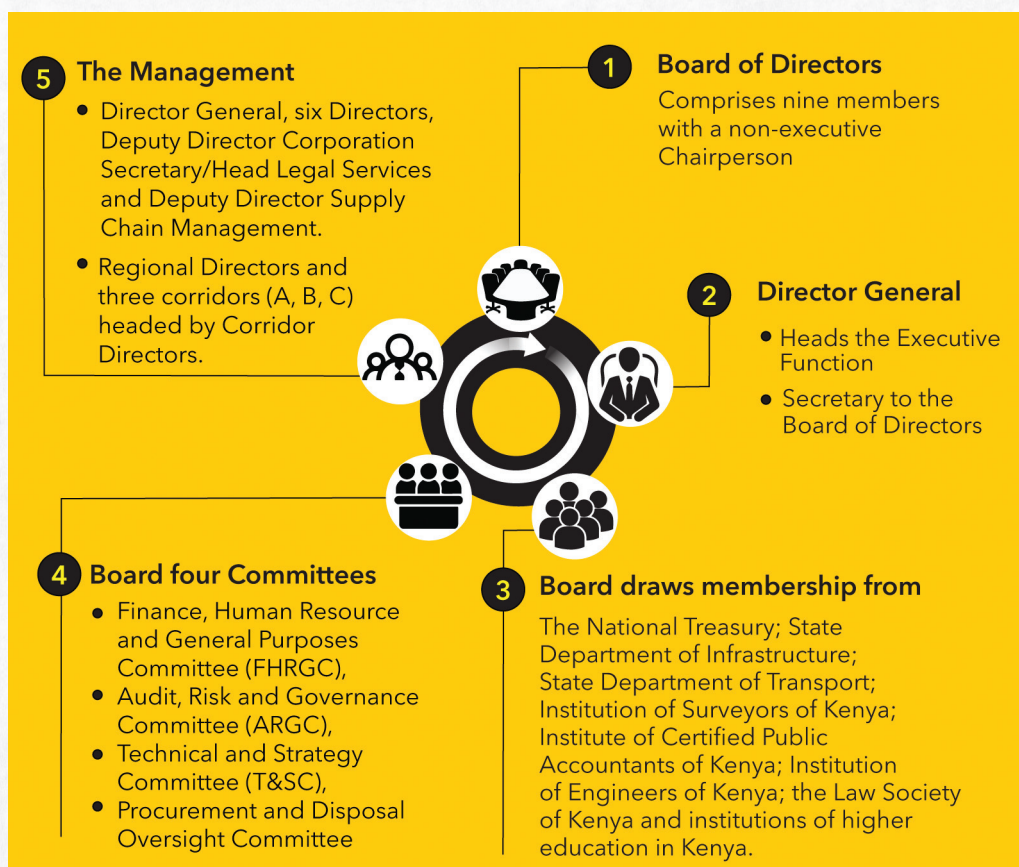 1
Board of Directors
Comprises nine members
with a non-executive
Chairperson
2
Director General
• Heads the Executive
Function
• Secretary to the
Board of Directors
3
Board draws membership from
The National Treasury; State
Department of Infrastructure;
State Department of Transport;
Institution of Surveyors of Kenya;
Institute of Certified Public
Accountants of Kenya; Institution
of Engineers of Kenya; the Law Society
of Kenya and institutions of higher
education in Kenya.
4
Board four Committees
• Finance, Human Resource
and General Purposes
Committee (FHRGC),
• Audit, Risk and Governance
Committee (ARGC),
• Technical and Strategy
Committee (T&SC),
• Procurement and Disposal
Oversight Committee
5
The Management
• Director General, six Directors,
Deputy Director Corporation
Secretary/Head Legal Services
and Deputy Director Supply
Chain Management.
• Regional Directors and
three corridors (A, B, C)
headed by Corridor
Directors.